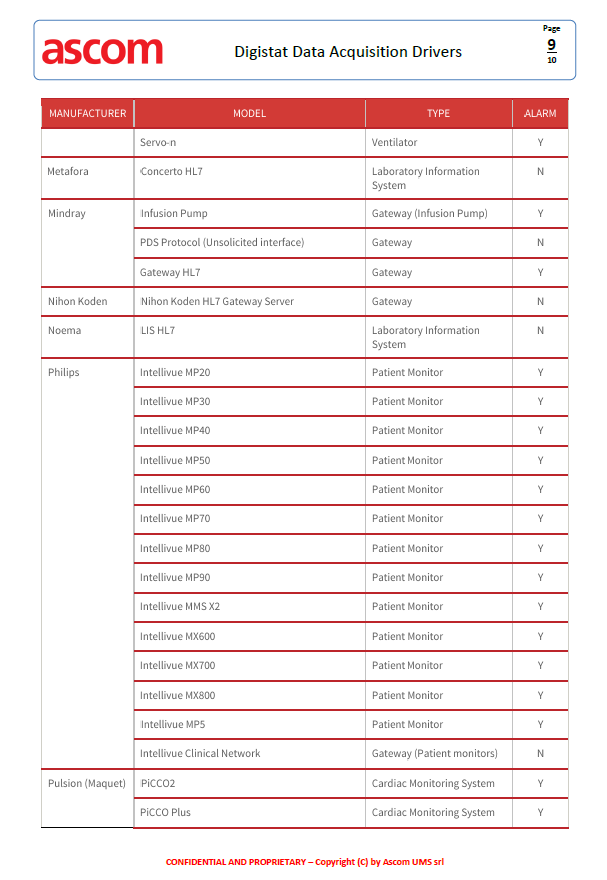 ascom
Digistat Data Acquisition Drivers
Page
9
10
MANUFACTURER MODEL TYPE ALARM
Servo-n Ventilator Y
Metafora Concerto HL7 Laboratory Information N
System
Mindray Infusion Pump Gateway (Infusion Pump) Y
PDS Protocol (Unsolicited interface) Gateway N
Gateway HL7 Gateway Y
Nihon Koden Nihon Koden HL7 Gateway Server Gateway N
Noema LIS HL7 Laboratory Information N
System
Philips Intellivue MP20 Patient Monitor Y
Intellivue MP30 Patient Monitor Y
Intellivue MP40 Patient Monitor Y
Intellivue MP50 Patient Monitor Y
Intellivue MP60 Patient Monitor Y
Intellivue MP70 Patient Monitor Y
Intellivue MP80 Patient Monitor Y
Intellivue MP90 Patient Monitor Y
Intellivue MMS X2 Patient Monitor Y
Intellivue MX600 Patient Monitor Y
Intellivue MX700 Patient Monitor Y
Intellivue MX800 Patient Monitor Y
Intellivue MP5 Patient Monitor Y
Intellivue Clinical Network Gateway (Patient monitors) N
Pulsion (Maquet) PiCCO2 Cardiac Monitoring System Y
PiCCO Plus Cardiac Monitoring System Y
CONFIDENTIAL AND PROPRIETARY – Copyright (C) by Ascom UMS srl